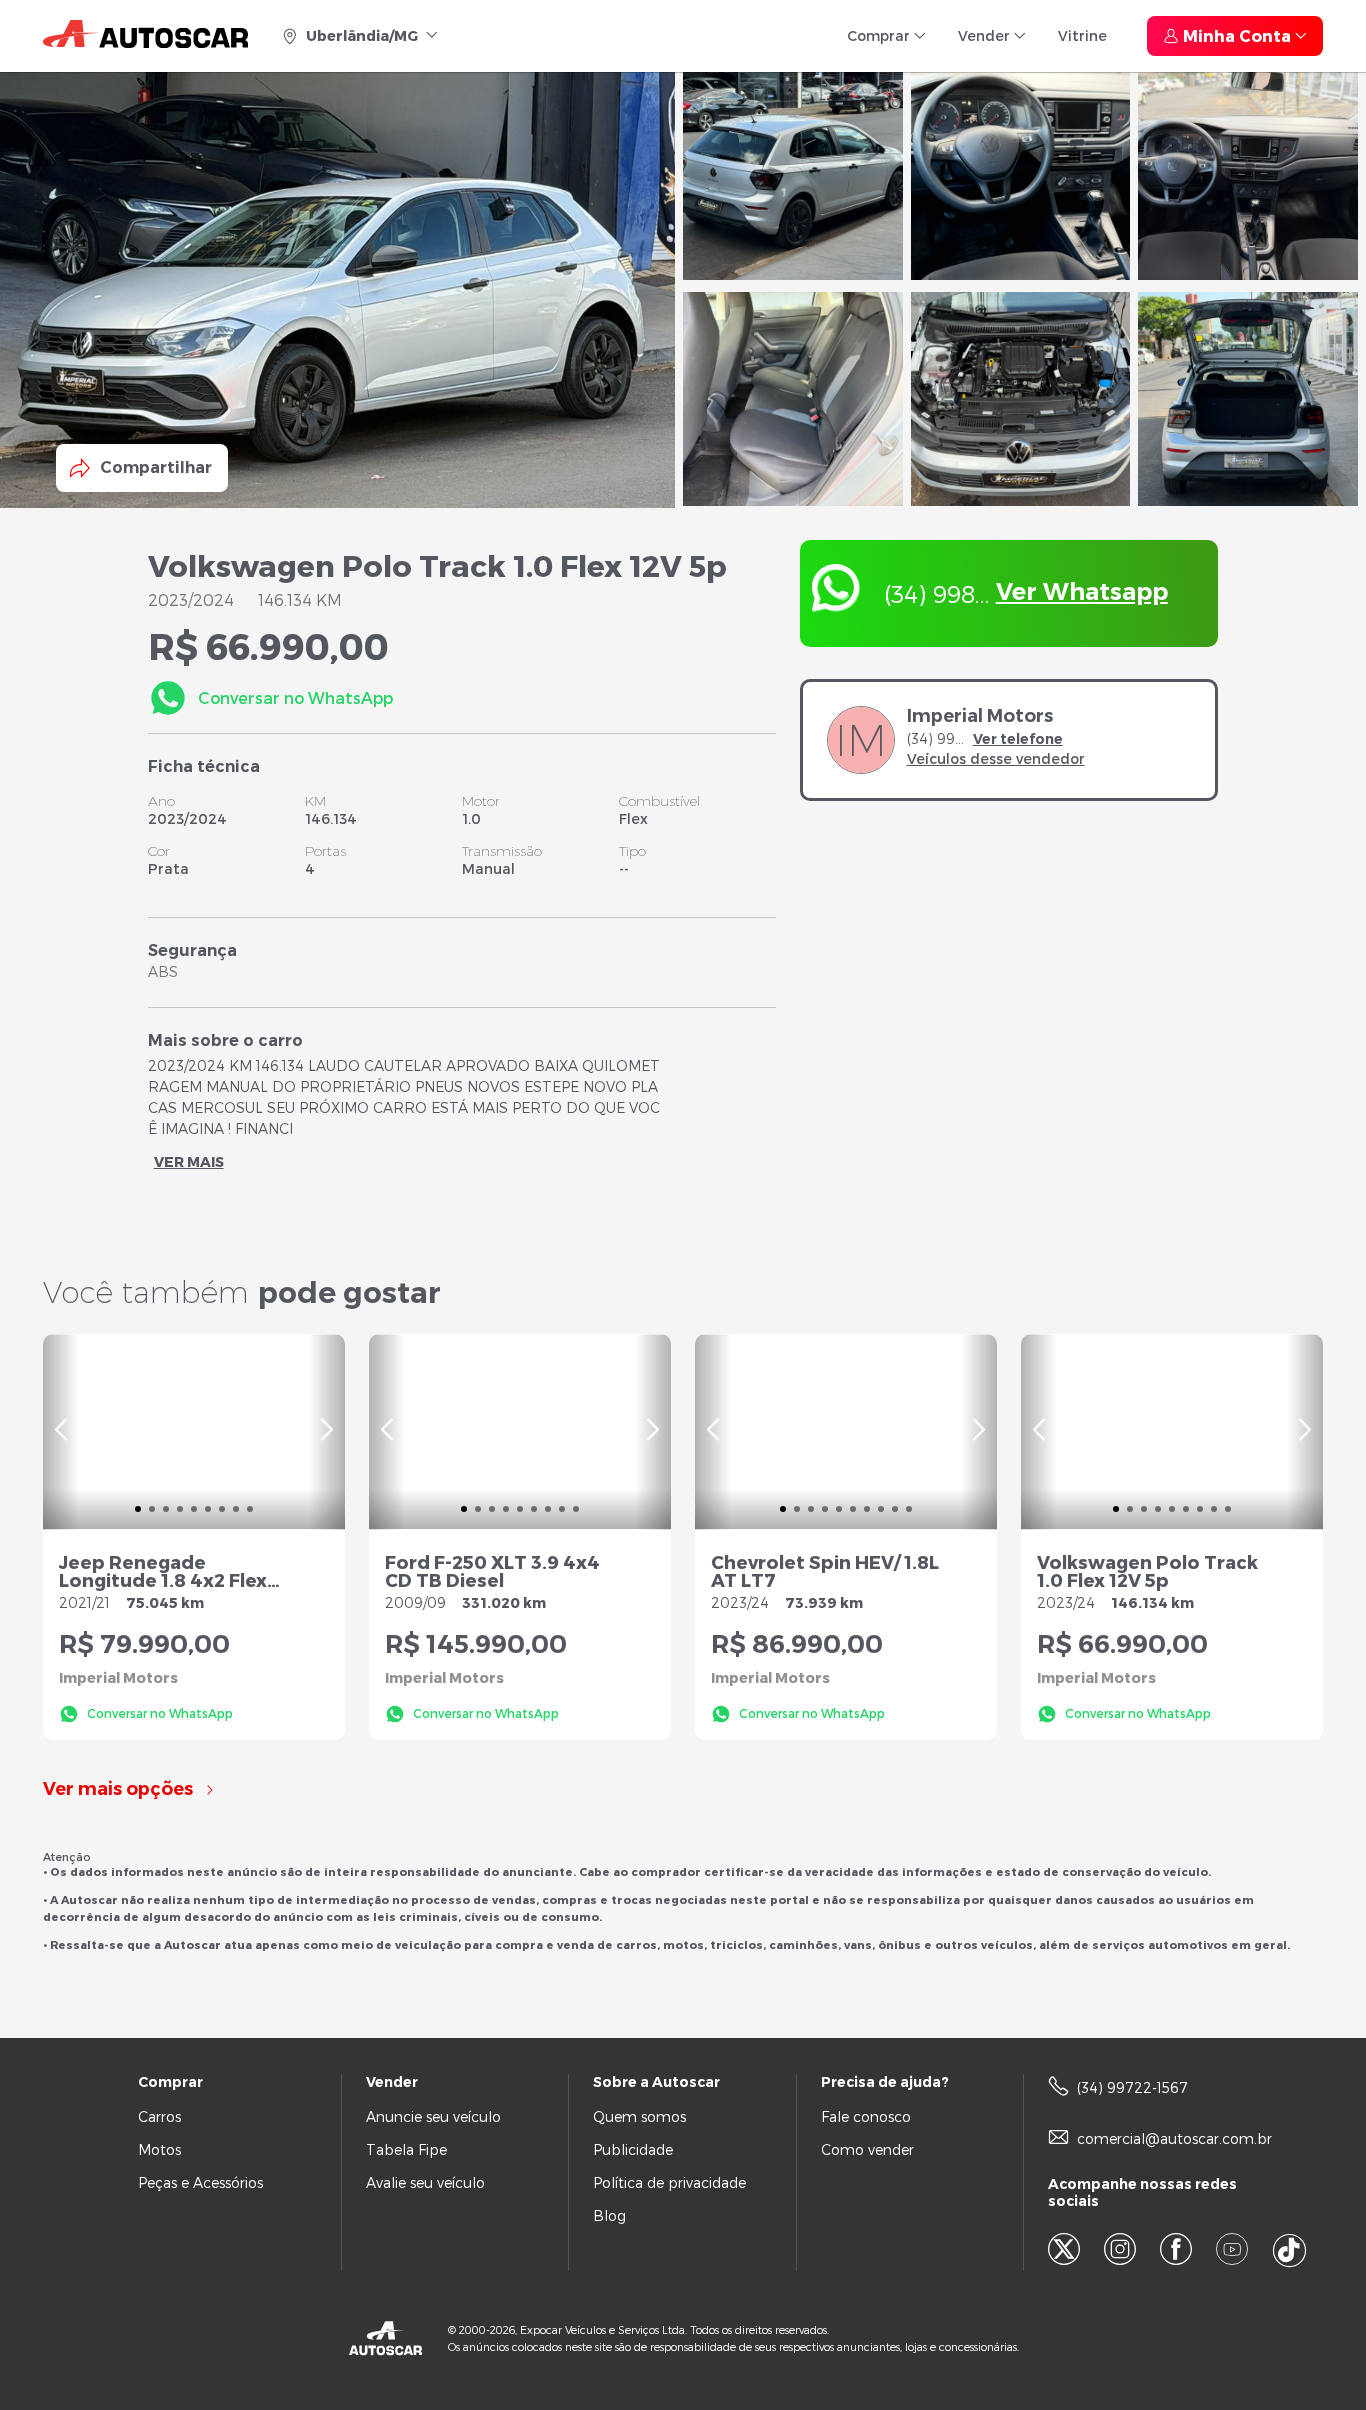 AUTOSCAR
Uberlândia/MG
Comprar
Vender
Vitrine
Minha Conta
IMPERIAL
MOTORS
Compartilhar
Volkswagen Polo Track 1.0 Flex 12V 5p
2023/2024 146.134 KM
R$ 66.990,00
Conversar no WhatsApp
(34) 998... Ver Whatsapp
IM
Imperial Motors
(34) 99... Ver telefone
Veículos desse vendedor
Ficha técnica
Ano KM Motor Combustível
2023/2024 146.134 1.0 Flex
Cor Portas Transmissão Tipo
Prata 4 Manual --
Segurança
ABS
Mais sobre o carro
2023/2024 KM 146.134 LAUDO CAUTELAR APROVADO BAIXA QUILOMET
RAGEM MANUAL DO PROPRIETÁRIO PNEUS NOVOS ESTEPE NOVO PLA
CAS MERCOSUL SEU PRÓXIMO CARRO ESTÁ MAIS PERTO DO QUE VOC
Ê IMAGINA ! FINANCI
VER MAIS
Você também pode gostar
Jeep Renegade
Longitude 1.8 4x2 Flex...
2021/21 75.045 km
R$ 79.990,00
Imperial Motors
Conversar no WhatsApp
Ford F-250 XLT 3.9 4x4
CD TB Diesel
2009/09 331.020 km
R$ 145.990,00
Imperial Motors
Conversar no WhatsApp
Chevrolet Spin HEV/ 1.8L
AT LT7
2023/24 73.939 km
R$ 86.990,00
Imperial Motors
Conversar no WhatsApp
Volkswagen Polo Track
1.0 Flex 12V 5p
2023/24 146.134 km
R$ 66.990,00
Imperial Motors
Conversar no WhatsApp
Ver mais opções
Atenção
• Os dados informados neste anúncio são de inteira responsabilidade do anunciante. Cabe ao comprador certificar-se da veracidade das informações e estado de conservação do veículo.
• A Autoscar não realiza nenhum tipo de intermediação no processo de vendas, compras e trocas negociadas neste portal e não se responsabiliza por quaisquer danos causados ao usuários em
decorrência de algum desacordo do anúncio com as leis criminais, cíveis ou de consumo.
• Ressalta-se que a Autoscar atua apenas como meio de veiculação para compra e venda de carros, motos, triciclos, caminhões, vans, ônibus e outros veículos, além de serviços automotivos em geral.
Comprar
Carros
Motos
Peças e Acessórios
Vender
Anuncie seu veículo
Tabela Fipe
Avalie seu veículo
Sobre a Autoscar
Quem somos
Publicidade
Política de privacidade
Blog
Precisa de ajuda?
Fale conosco
Como vender
(34) 99722-1567
comercial@autoscar.com.br
Acompanhe nossas redes
sociais
AUTOSCAR
© 2000-2026, Expocar Veículos e Serviços Ltda. Todos os direitos reservados.
Os anúncios colocados neste site são de responsabilidade de seus respectivos anunciantes, lojas e concessionárias.